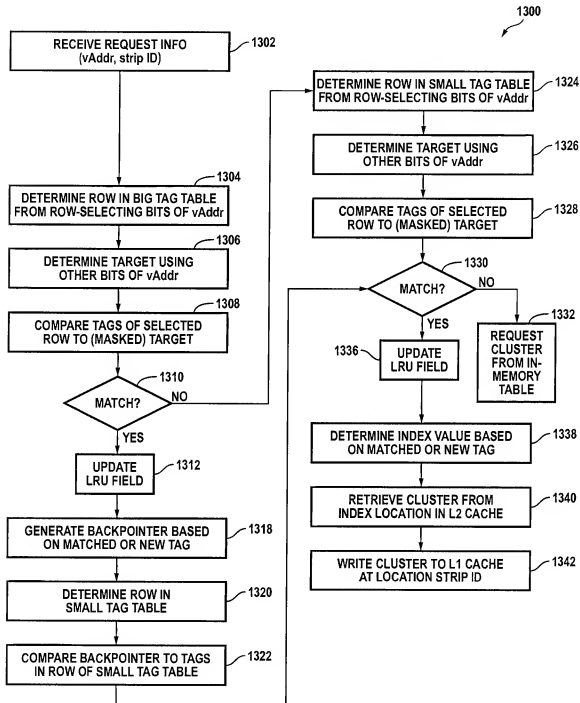 1300
RECEIVE REQUEST INFO
(vAddr, strip ID)
1302
1304
DETERMINE ROW IN BIG TAG TABLE
FROM ROW-SELECTING BITS OF vAddr
1306
DETERMINE TARGET USING
OTHER BITS OF vAddr
1308
COMPARE TAGS OF SELECTED
ROW TO (MASKED) TARGET
1310
MATCH?
NO
YES
UPDATE
LRU FIELD
1312
GENERATE BACKPOINTER BASED
ON MATCHED OR NEW TAG
1318
DETERMINE ROW IN
SMALL TAG TABLE
1320
COMPARE BACKPOINTER TO TAGS
IN ROW OF SMALL TAG TABLE
1322
DETERMINE ROW IN SMALL TAG TABLE
FROM ROW-SELECTING BITS OF vAddr
1324
DETERMINE TARGET USING
OTHER BITS OF vAddr
1326
COMPARE TAGS OF SELECTED
ROW TO (MASKED) TARGET
1328
1330
MATCH?
NO
YES
1332
REQUEST
CLUSTER
FROM IN-
MEMORY
TABLE
1336
UPDATE
LRU FIELD
DETERMINE INDEX VALUE BASED
ON MATCHED OR NEW TAG
1338
RETRIEVE CLUSTER FROM
INDEX LOCATION IN L2 CACHE
1340
WRITE CLUSTER TO L1 CACHE
AT LOCATION STRIP ID
1342